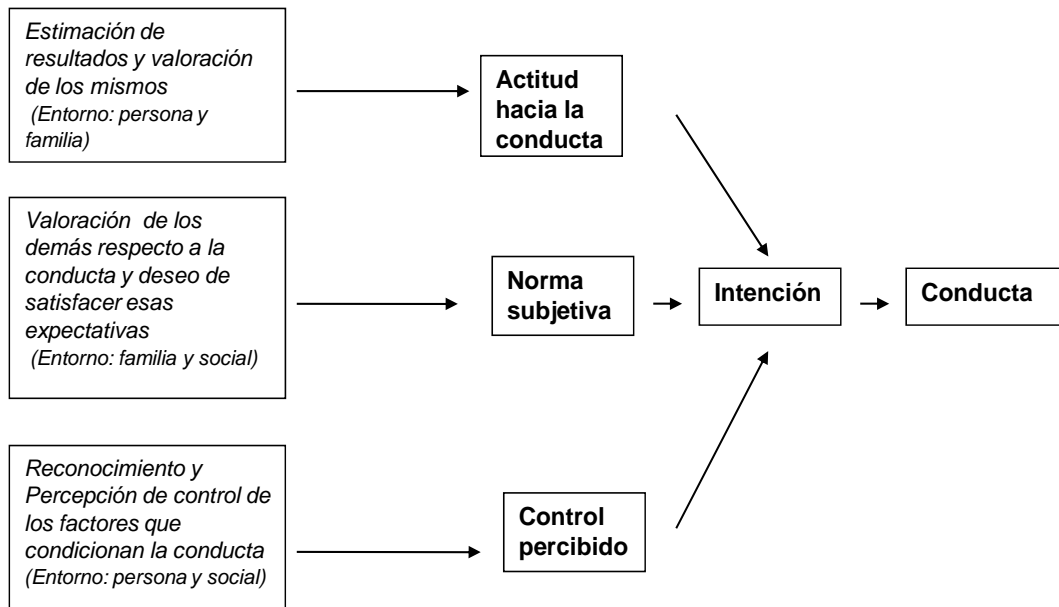 Estimación de
resultados y valoración
de los mismos
(Entorno: persona y
familia)
Actitud
hacia la
conducta
Valoración de los
demás respecto a la
conducta y deseo de
satisfacer esas
expectativas
(Entorno: familia y social)
Norma
subjetiva
Intención
Conducta
Reconocimiento y
Percepción de control de
los factores que
condicionan la conducta
(Entorno: persona y social)
Control
percibido